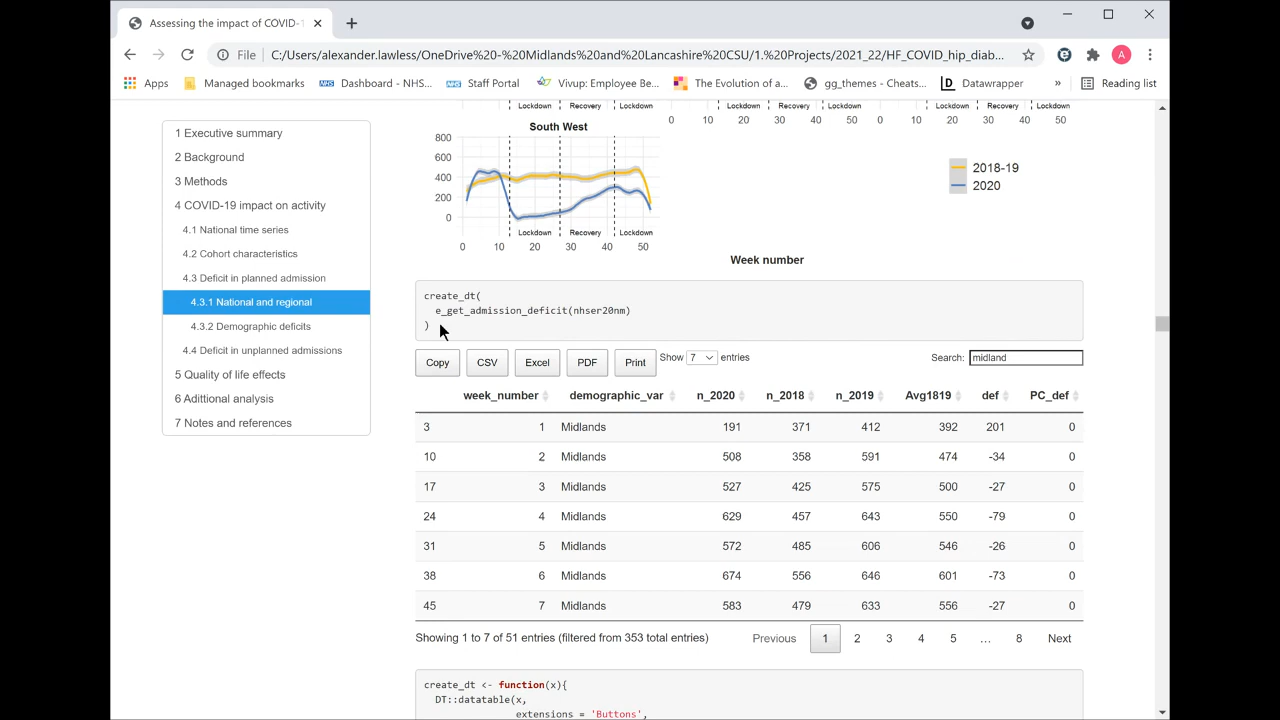 Assessing the impact of COVID-1
File C:/Users/alexander.lawless/OneDrive%20-%20Midlands%20and%20Lancashire%20CSU/1.%20Projects/2021_22/HF_COVID_hip_diab...
A
Apps Managed bookmarks Dashboard - NHS... Staff Portal Vivup: Employee Be... The Evolution of a... gg_themes - Cheats... Datawrapper » Reading list
Lockdown Recovery Lockdown Lockdown Recovery Lockdown Lockdown Recovery Lockdown
0 10 20 30 40 50 0 10 20 30 40 50
South West
800
600
400
200
0
Lockdown Recovery Lockdown
0 10 20 30 40 50
2018-19
2020
Week number
1 Executive summary
2 Background
3 Methods
4 COVID-19 impact on activity
4.1 National time series
4.2 Cohort characteristics
4.3 Deficit in planned admission
4.3.1 National and regional
4.3.2 Demographic deficits
4.4 Deficit in unplanned admissions
5 Quality of life effects
6 Adittional analysis
7 Notes and references
create_dt(
e_get_admission_deficit(nhser20nm)
)
Copy CSV Excel PDF Print Show 7 entries Search: midland
week_number demographic_var n_2020 n_2018 n_2019 Avg1819 def PC_def
3 1 Midlands 191 371 412 392 201 0
10 2 Midlands 508 358 591 474 -34 0
17 3 Midlands 527 425 575 500 -27 0
24 4 Midlands 629 457 643 550 -79 0
31 5 Midlands 572 485 606 546 -26 0
38 6 Midlands 674 556 646 601 -73 0
45 7 Midlands 583 479 633 556 -27 0
Showing 1 to 7 of 51 entries (filtered from 353 total entries) Previous 1 2 3 4 5 ... 8 Next
create_dt <- function(x){
DT::datatable(x,
extensions = 'Buttons',